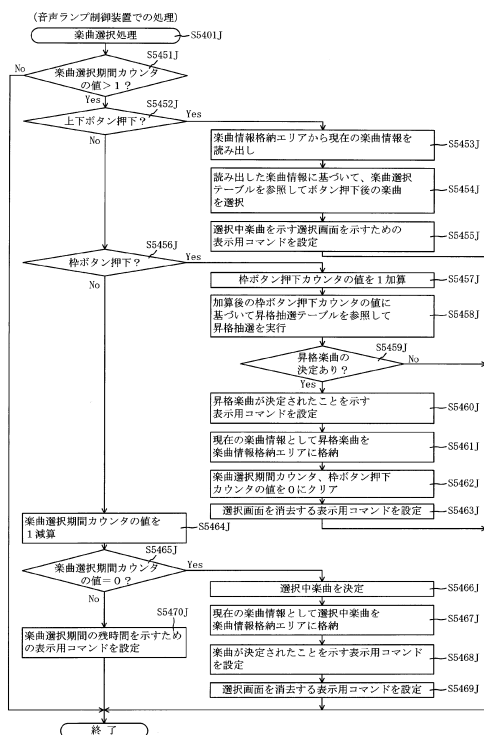 (音声ランプ制御装置での処理)
楽曲選択処理
S5401J
S5451J
楽曲選択期間カウンタ
の値>1?
No
Yes
S5452J
上下ボタン押下?
Yes
No
楽曲情報格納エリアから現在の楽曲情報を
読み出し
S5453J
読み出した楽曲情報に基づいて、楽曲選択
テーブルを参照してボタン押下後の楽曲
を選択
S5454J
選択中楽曲を示す選択画面を示すための
表示用コマンドを設定
S5455J
S5456J
枠ボタン押下?
Yes
No
枠ボタン押下カウンタの値を1加算
S5457J
加算後の枠ボタン押下カウンタの値に
基づいて昇格抽選テーブルを参照して
昇格抽選を実行
S5458J
S5459J
昇格楽曲の
決定あり?
No
Yes
昇格楽曲が決定されたことを示す
表示用コマンドを設定
S5460J
現在の楽曲情報として昇格楽曲を
楽曲情報格納エリアに格納
S5461J
楽曲選択期間カウンタ、枠ボタン押下
カウンタの値を0にクリア
S5462J
選択画面を消去する表示用コマンドを設定
S5463J
楽曲選択期間カウンタの値を
1減算
S5464J
S5465J
楽曲選択期間カウンタ
の値=0?
Yes
No
選択中楽曲を決定
S5466J
現在の楽曲情報として選択中楽曲を
楽曲情報格納エリアに格納
S5467J
楽曲が決定されたことを示す表示用コマンド
を設定
S5468J
選択画面を消去する表示用コマンドを設定
S5469J
S5470J
楽曲選択期間の残時間を示すため
の表示用コマンドを設定
終了